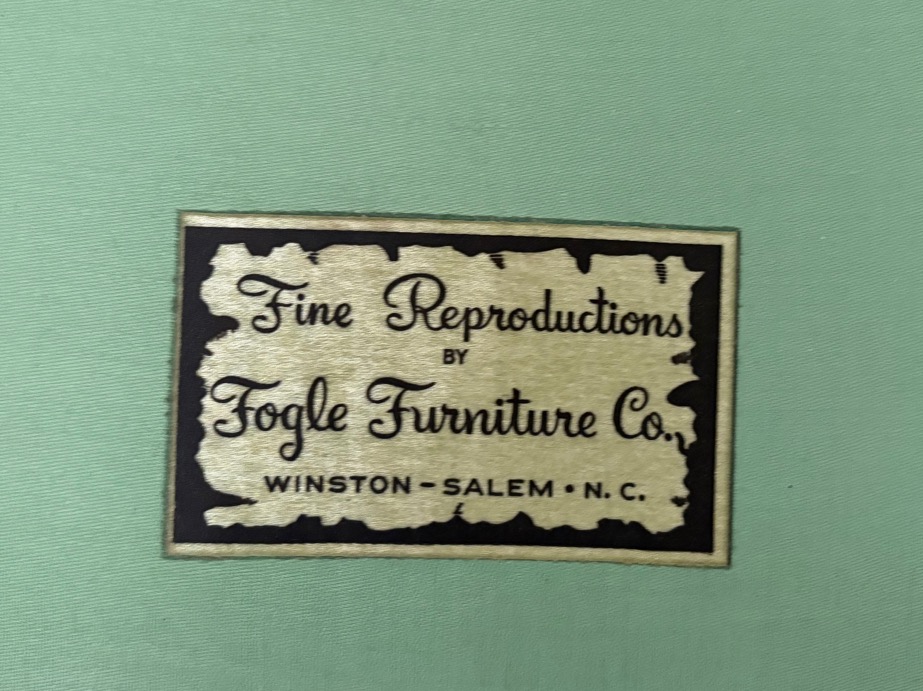 Fine Reproductions
BY
Fogle Furniture Co.,
WINSTON - SALEM • N. C.